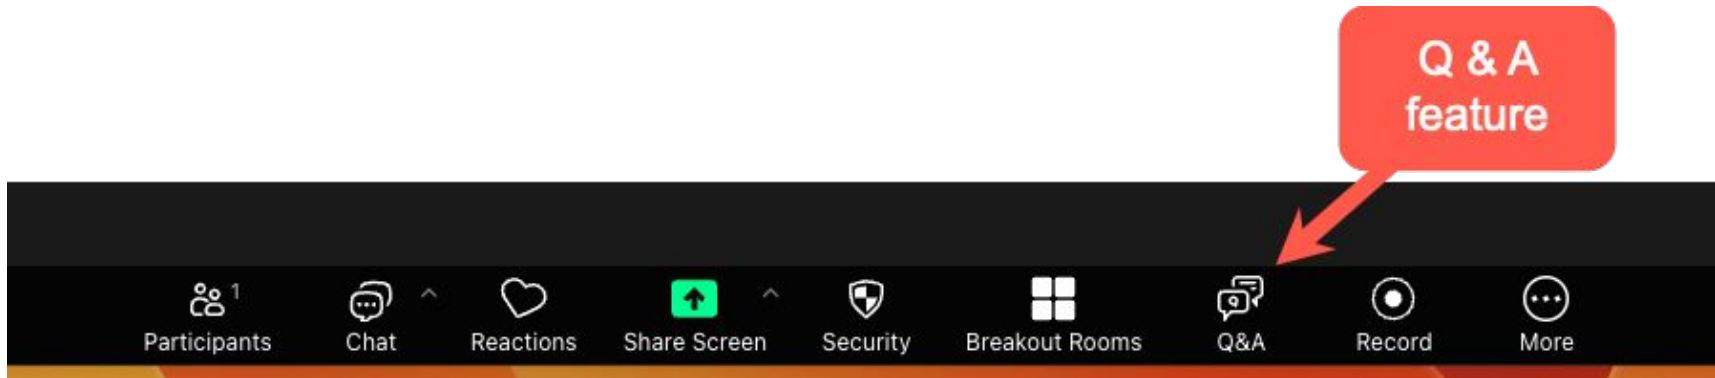 Q & A
feature
1
Participants
Chat
Reactions
Share Screen
Security
Breakout Rooms
Q&A
Record
More